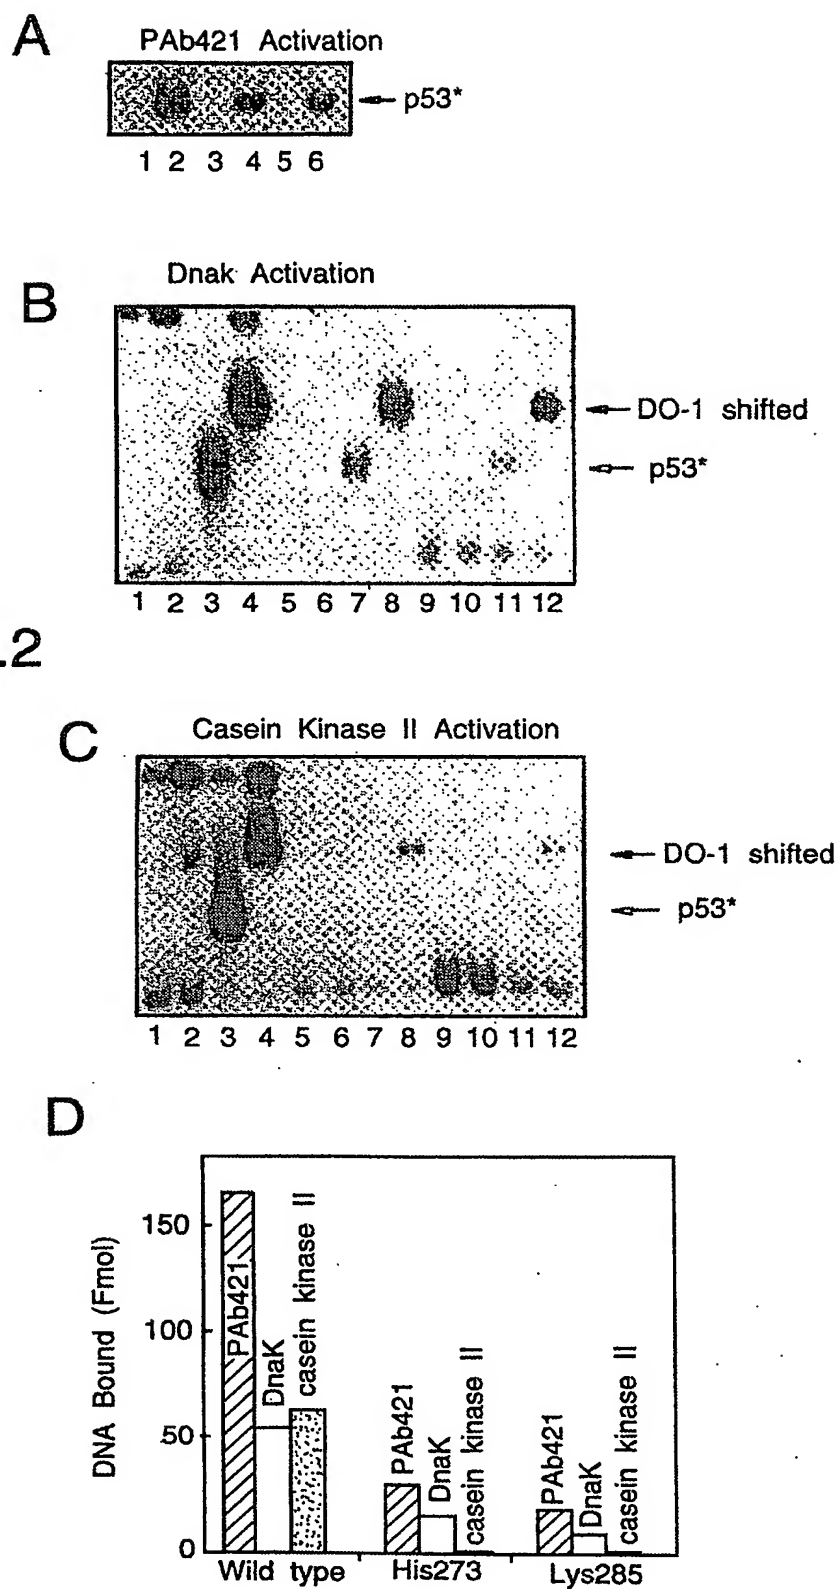 A
PAb421 Activation
p53*
1 2 3 4 5 6
B
Dnak Activation
DO-1 shifted
p53*
1 2 3 4 5 6 7 8 9 10 11 12
.2
C
Casein Kinase II Activation
DO-1 shifted
p53*
1 2 3 4 5 6 7 8 9 10 11 12
D
DNA Bound (Fmol)
150
100
50
0
PAb421
DnaK
casein kinase II
PAb421
DnaK
casein kinase II
PAb421
DnaK
casein kinase II
Wild type
His273
Lys285